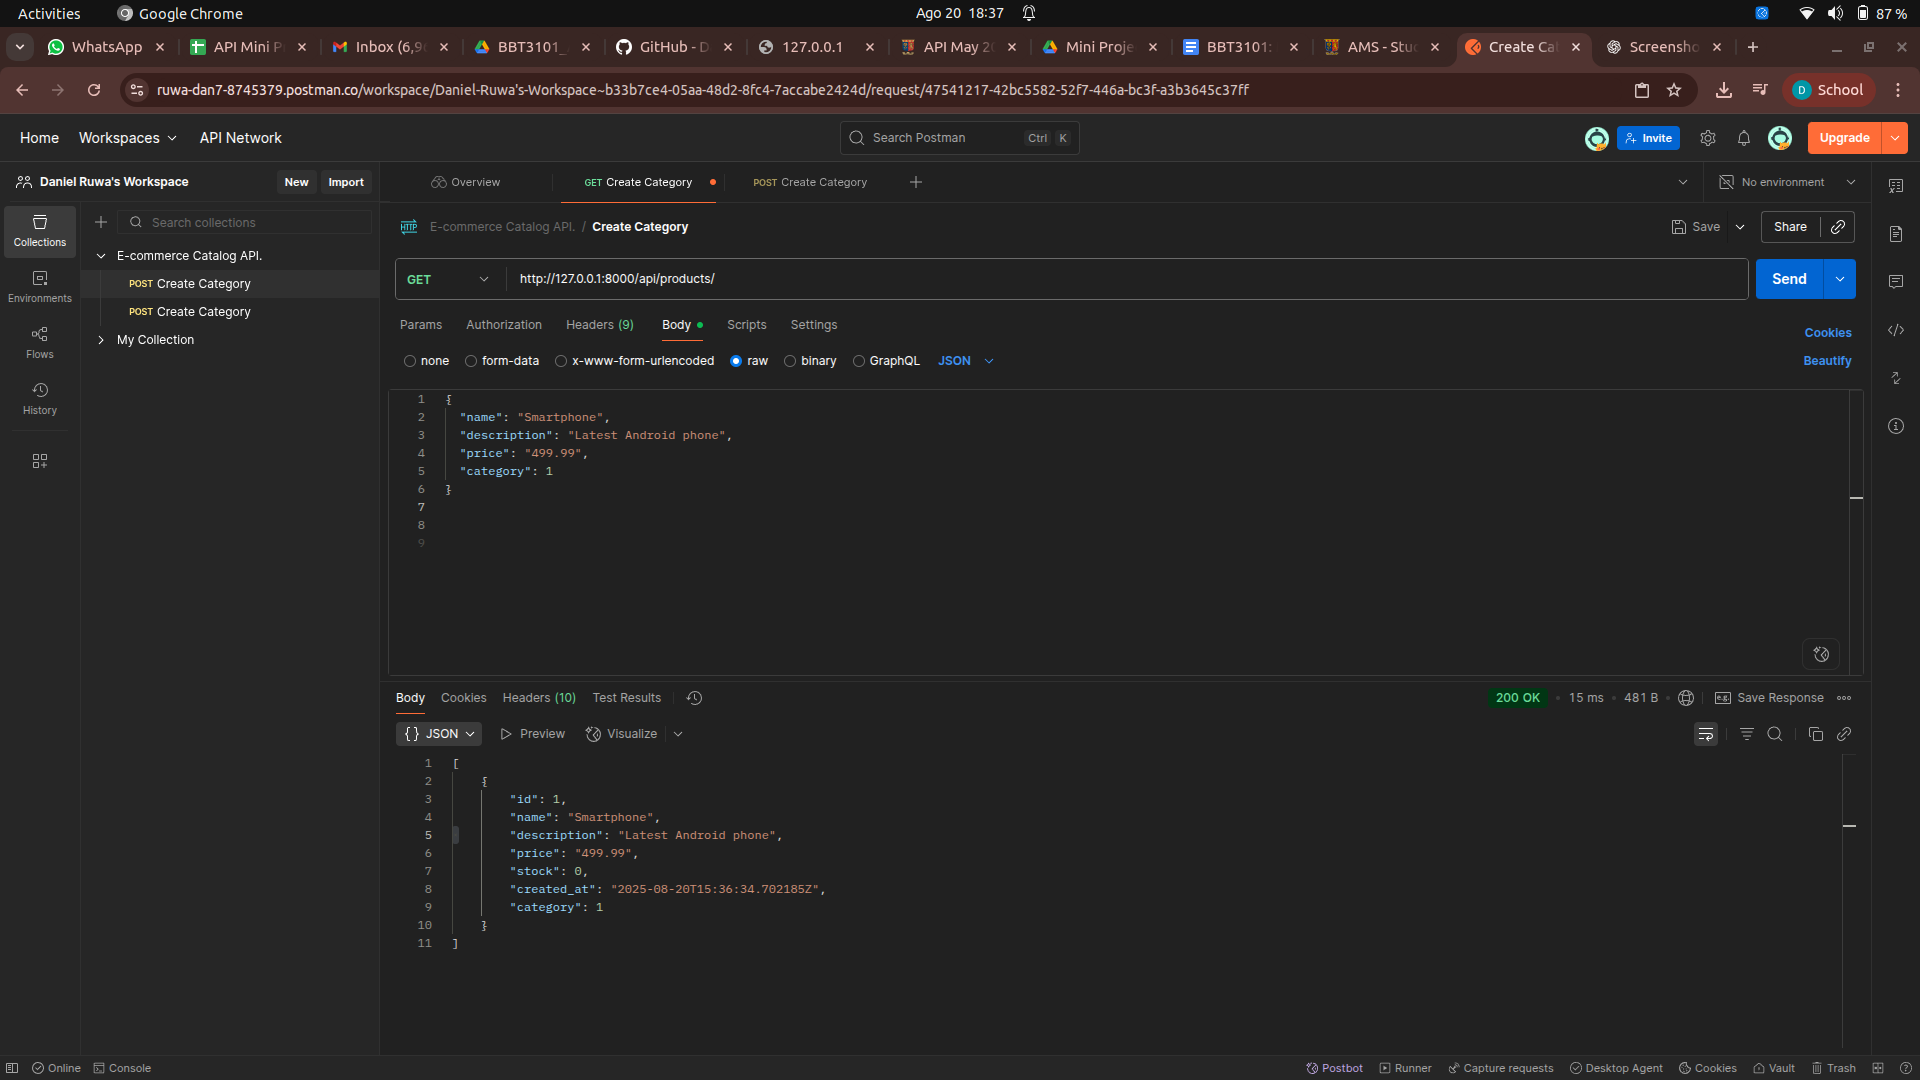 Activities
Google Chrome
Ago 20 18:37
87 %
WhatsApp
API Mini P
Inbox (6,9
BBT3101_
GitHub - D
127.0.0.1
API May 2
Mini Proje
BBT3101:
AMS - Stu
Create Ca
Screensho
ruwa-dan7-8745379.postman.co/workspace/Daniel-Ruwa's-Workspace~b33b7ce4-05aa-48d2-8fc4-7accabe2424d/request/47541217-42bc5582-52f7-446a-bc3f-a3b3645c37ff
D School
Home Workspaces API Network
Search Postman Ctrl K
Invite
Upgrade
Daniel Ruwa's Workspace
New Import
Overview
GET Create Category
POST Create Category
No environment
Collections
Environments
Flows
History
Search collections
E-commerce Catalog API.
POST Create Category
POST Create Category
My Collection
HTTP E-commerce Catalog API. / Create Category
Save Share
GET http://127.0.0.1:8000/api/products/
Send
Params Authorization Headers (9) Body Scripts Settings
Cookies
none form-data x-www-form-urlencoded raw binary GraphQL JSON
Beautify
1 {
2 "name": "Smartphone",
3 "description": "Latest Android phone",
4 "price": "499.99",
5 "category": 1
6 }
7
8
9
Body Cookies Headers (10) Test Results
200 OK • 15 ms • 481 B
e.g. Save Response
{} JSON Preview Visualize
1 [
2 {
3 "id": 1,
4 "name": "Smartphone",
5 "description": "Latest Android phone",
6 "price": "499.99",
7 "stock": 0,
8 "created_at": "2025-08-20T15:36:34.702185Z",
9 "category": 1
10 }
11 ]
Online Console
Postbot Runner Capture requests Desktop Agent Cookies Vault Trash